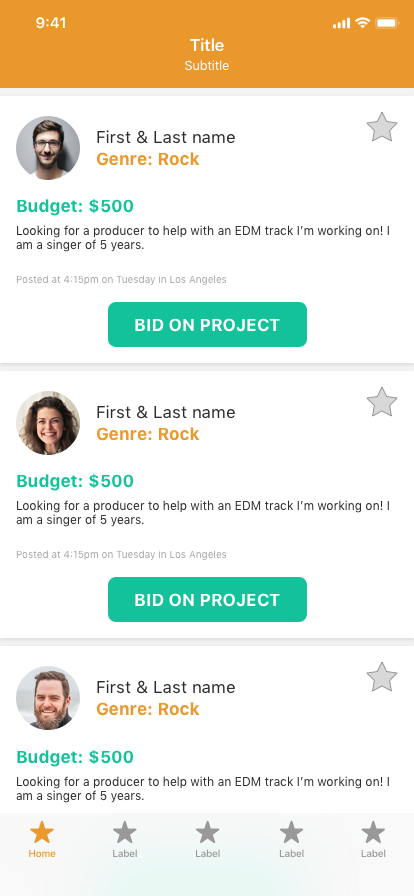 9:41
Title
Subtitle
First & Last name
Genre: Rock
Budget: $500
Looking for a producer to help with an EDM track I’m working on! I
am a singer of 5 years.
Posted at 4:15pm on Tuesday in Los Angeles
BID ON PROJECT
First & Last name
Genre: Rock
Budget: $500
Looking for a producer to help with an EDM track I’m working on! I
am a singer of 5 years.
Posted at 4:15pm on Tuesday in Los Angeles
BID ON PROJECT
First & Last name
Genre: Rock
Budget: $500
Looking for a producer to help with an EDM track I’m working on! I
am a singer of 5 years.
Home Label Label Label Label